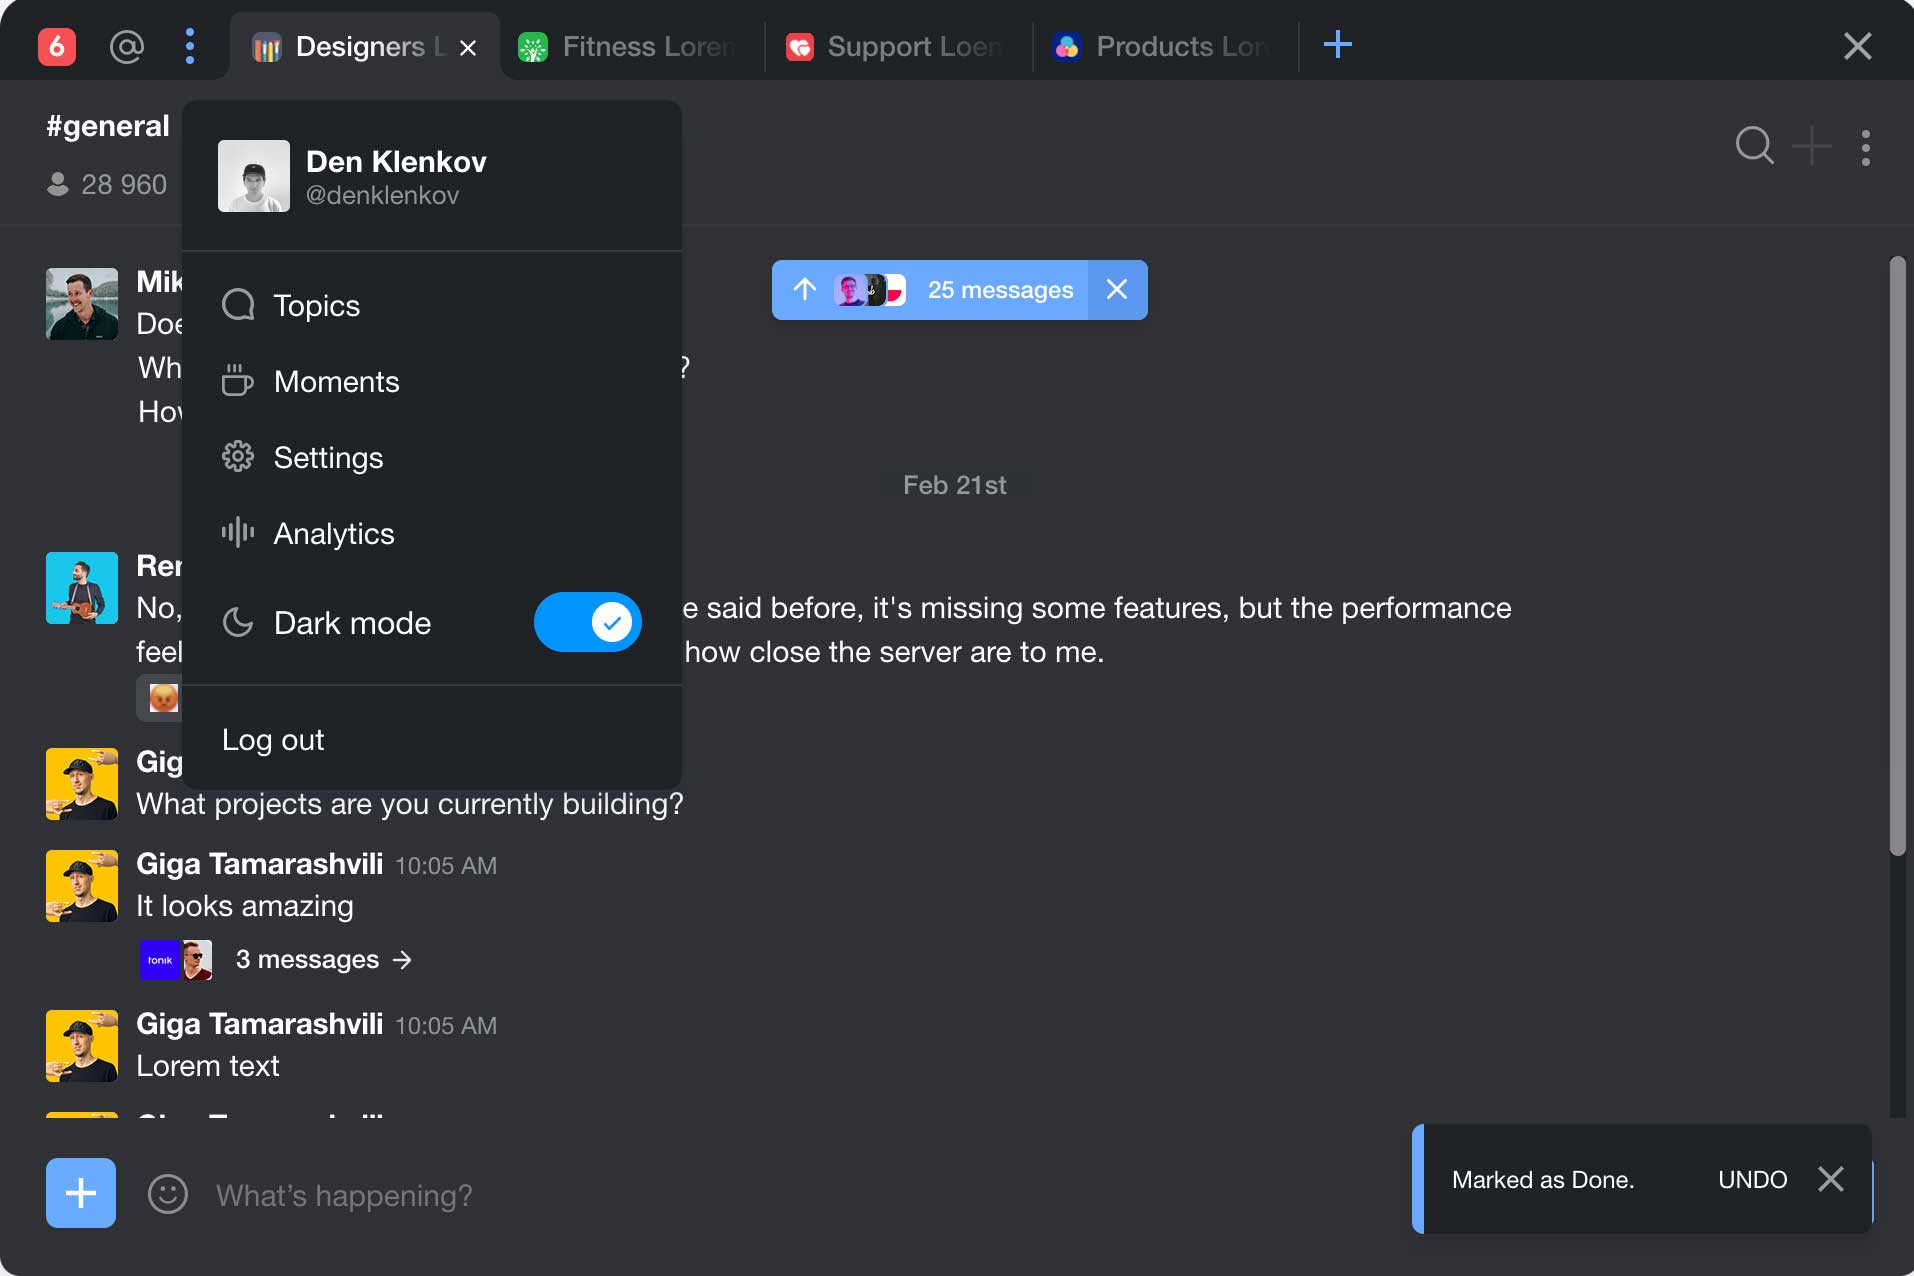 6
Designers L
Fitness Loren
Support Loen
Products Lor
#general
28 960
Den Klenkov
@denklenkov
Topics
Moments
Settings
Analytics
Dark mode
Log out
25 messages
Mik
Doe
Wh ?
How
Feb 21st
Ren
No, e said before, it's missing some features, but the performance
feel how close the server are to me.
Gig
What projects are you currently building?
Giga Tamarashvili 10:05 AM
It looks amazing
tonik
3 messages
Giga Tamarashvili 10:05 AM
Lorem text
Giga Tamarashvili
What's happening?
Marked as Done.
UNDO